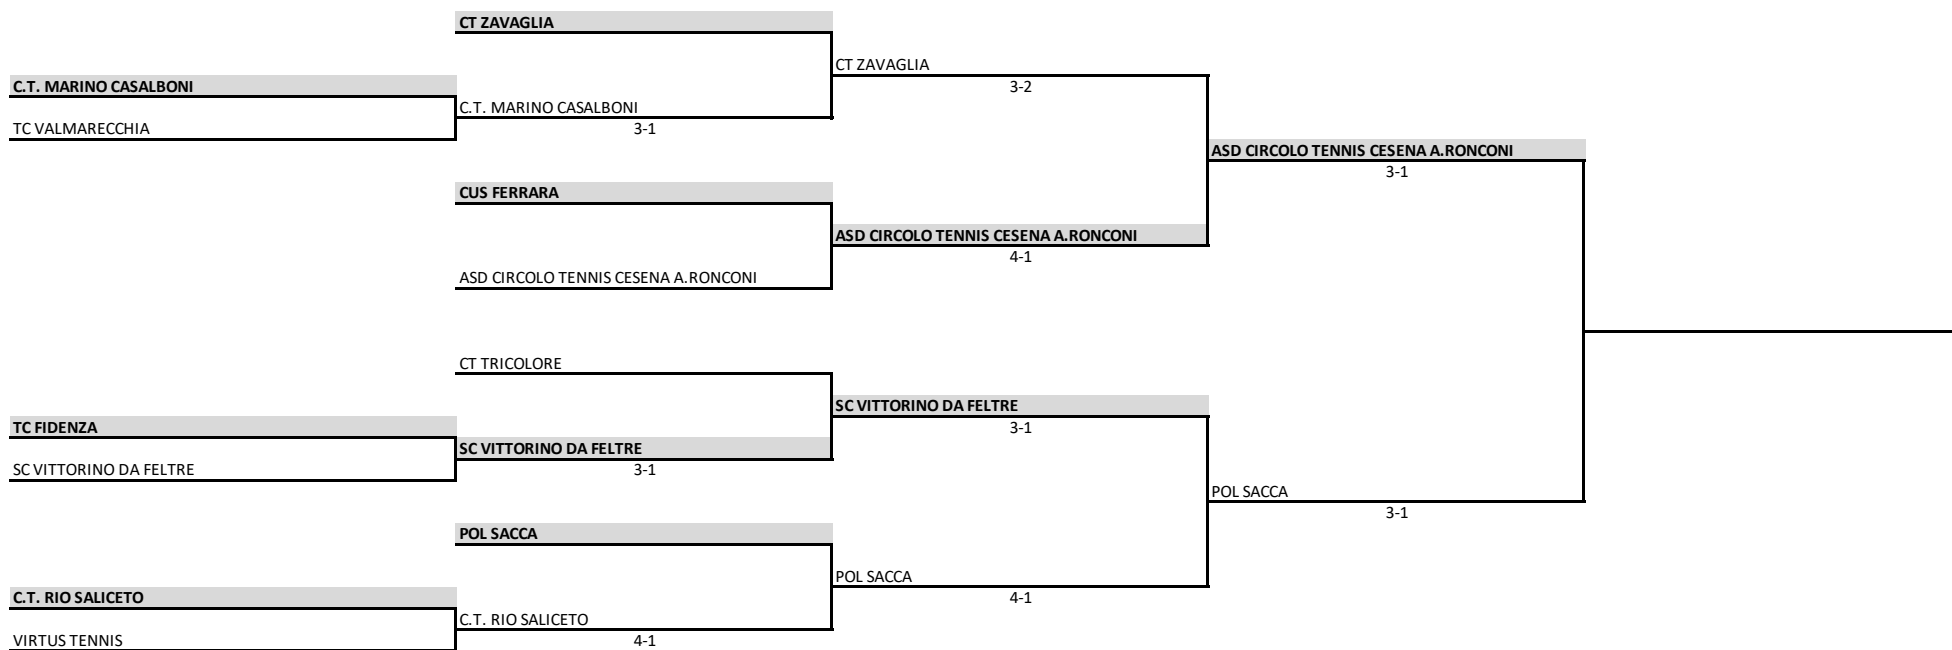 CT ZAVAGLIA
CT ZAVAGLIA
C.T. MARINO CASALBONI
3-2
C.T. MARINO CASALBONI
TC VALMARECCHIA
3-1
ASD CIRCOLO TENNIS CESENA A.RONCONI
3-1
CUS FERRARA
ASD CIRCOLO TENNIS CESENA A.RONCONI
4-1
ASD CIRCOLO TENNIS CESENA A.RONCONI
CT TRICOLORE
SC VITTORINO DA FELTRE
TC FIDENZA
3-1
SC VITTORINO DA FELTRE
SC VITTORINO DA FELTRE
3-1
POL SACCA
3-1
POL SACCA
POL SACCA
C.T. RIO SALICETO
4-1
C.T. RIO SALICETO
VIRTUS TENNIS
4-1